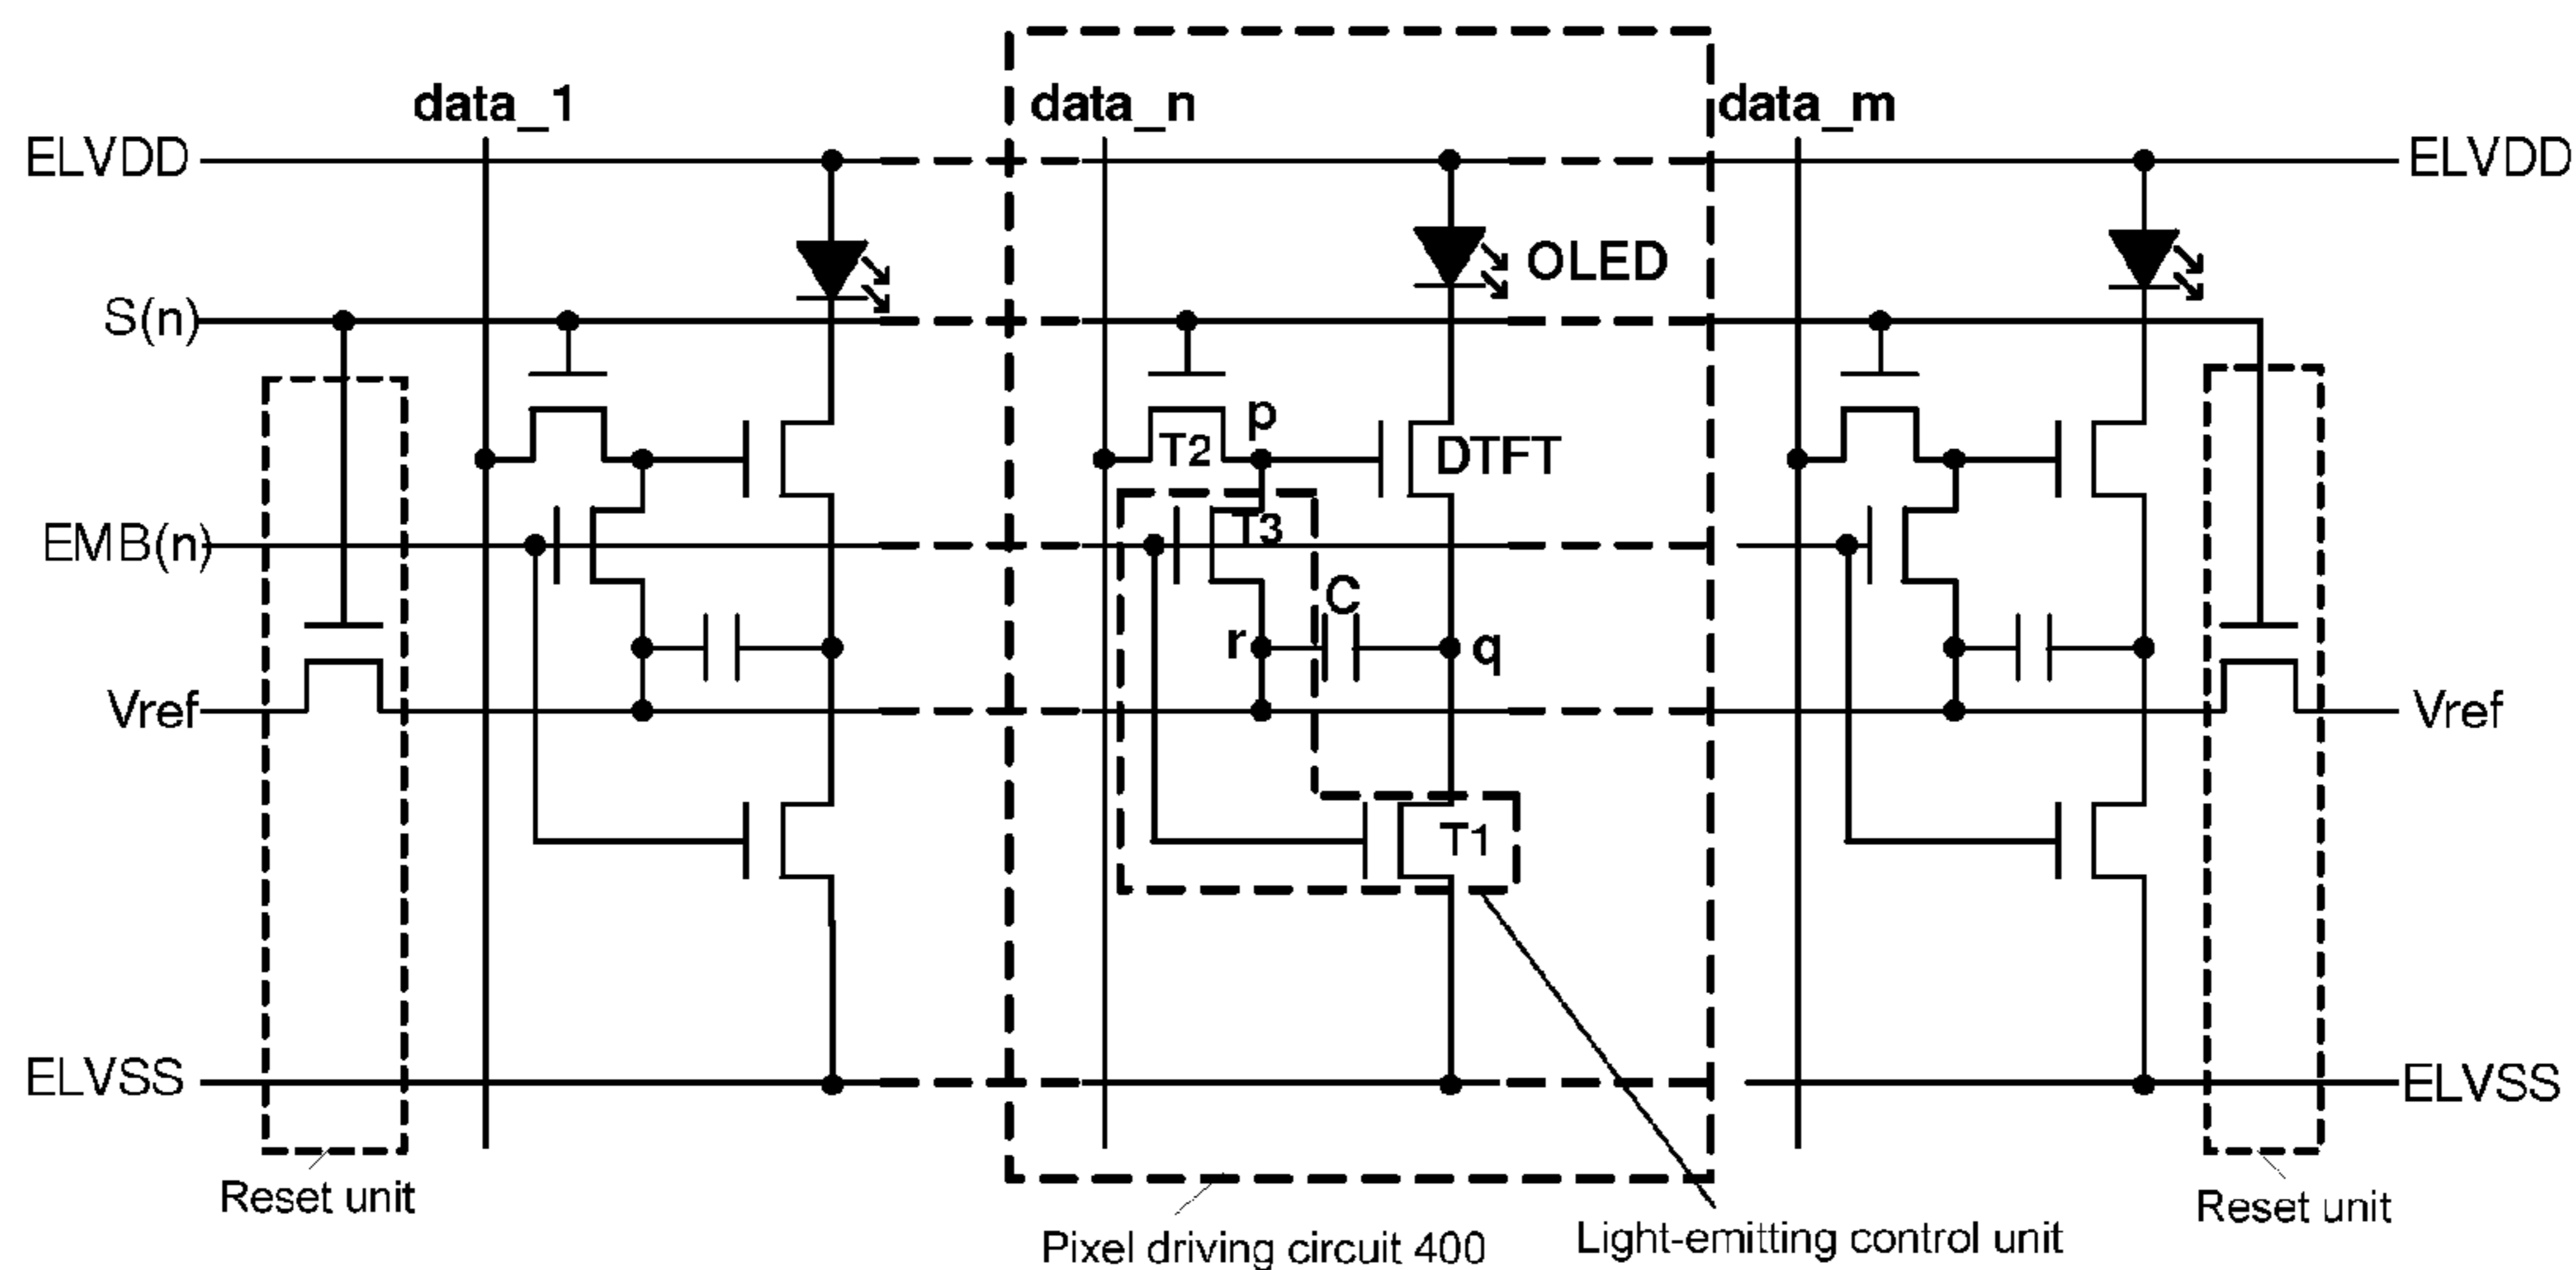 data_1
data_n
data_m
ELVDD
ELVDD
OLED
S(n)
p
T2
DTFT
T3
EMB(n)
C
r
q
Vref
Vref
T1
ELVSS
ELVSS
Reset unit
Reset unit
Pixel driving circuit 400
Light-emitting control unit